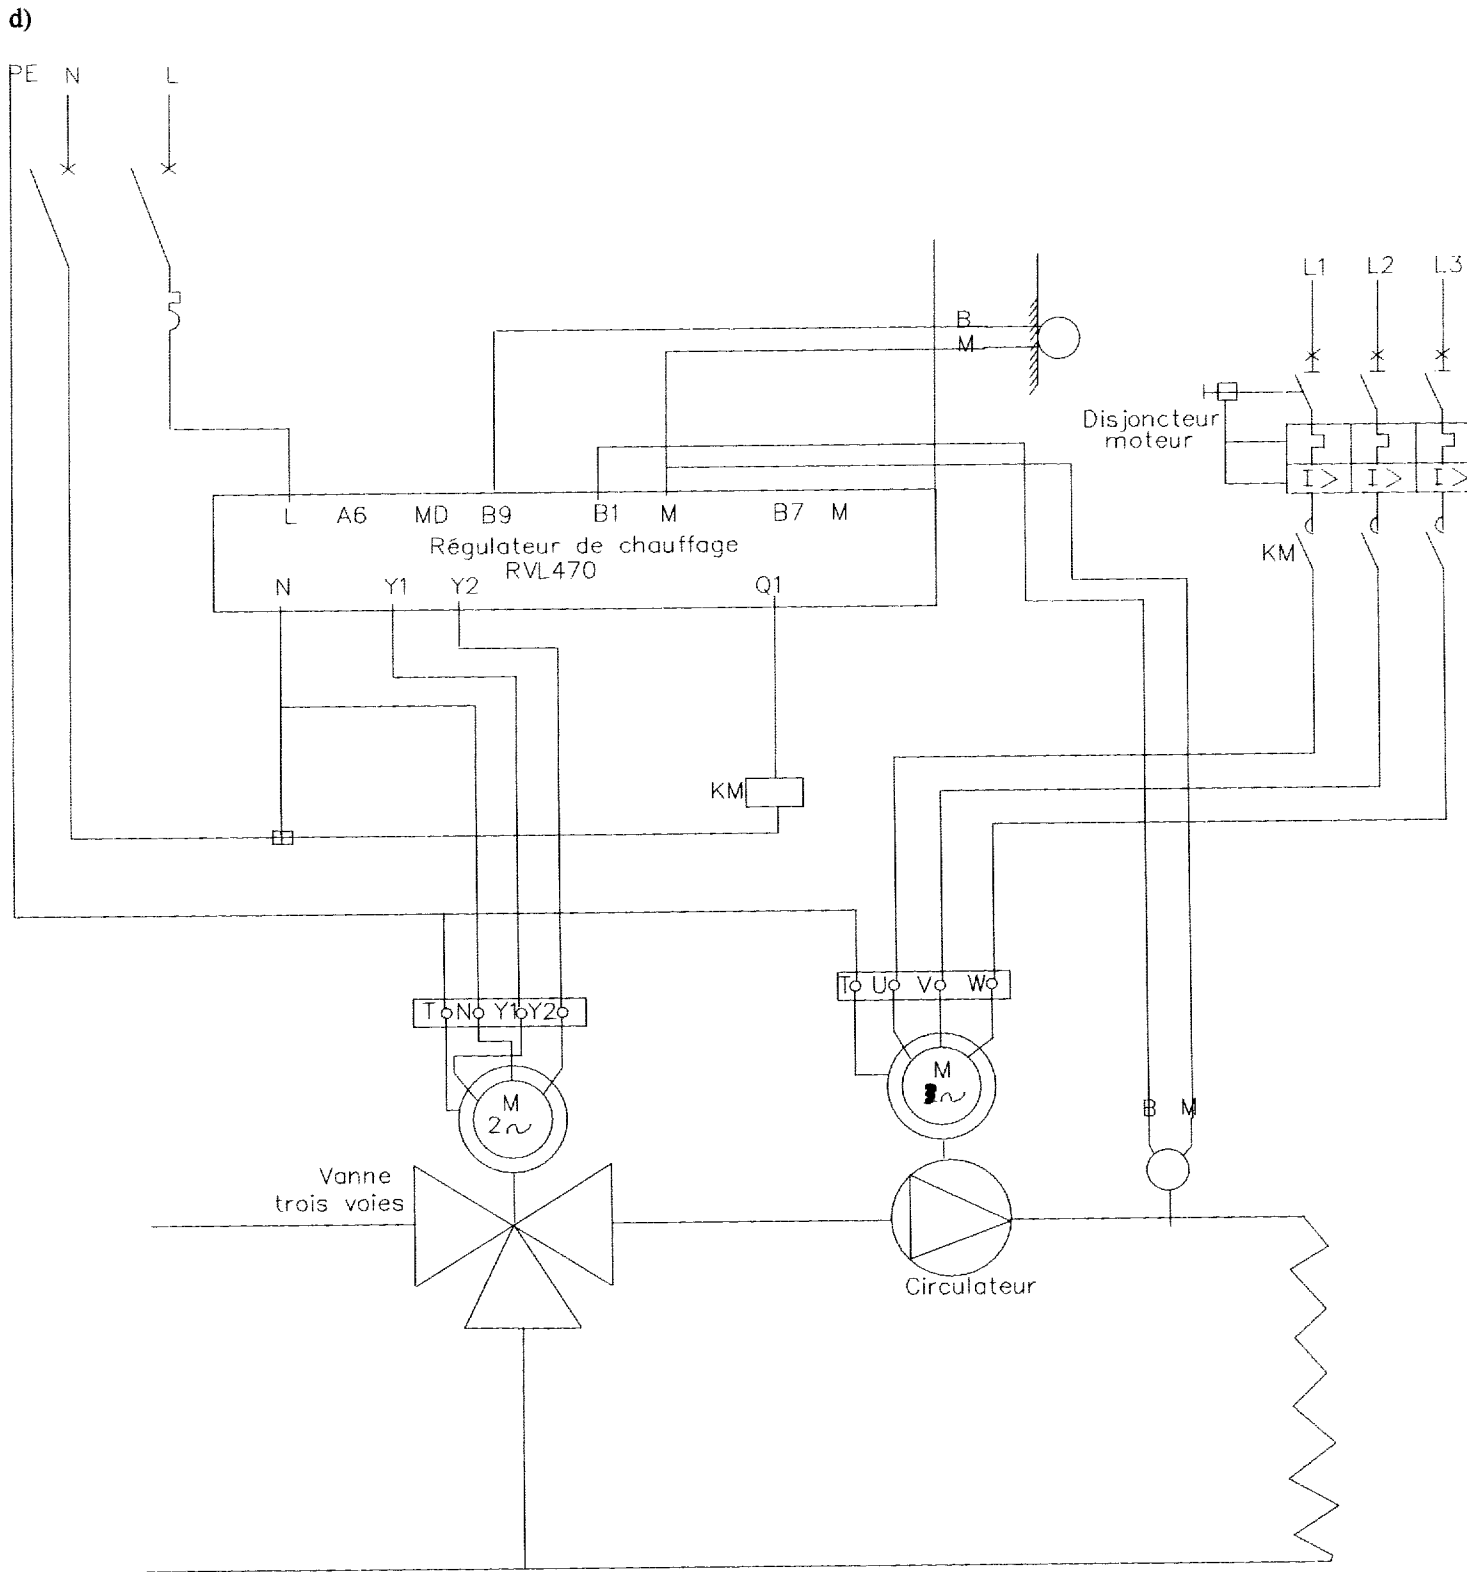 d)
PE N L
L1 L2 L3
B
M
Disjoncteur
moteur
I> I> I>
L A6 MD B9 B1 M B7 M
Régulateur de chauffage
RVL470
N Y1 Y2 Q1
KM
KM
T U V W
T N Y1 Y2
M
3~
M
2~
B M
Vanne
trois voies
Circulateur